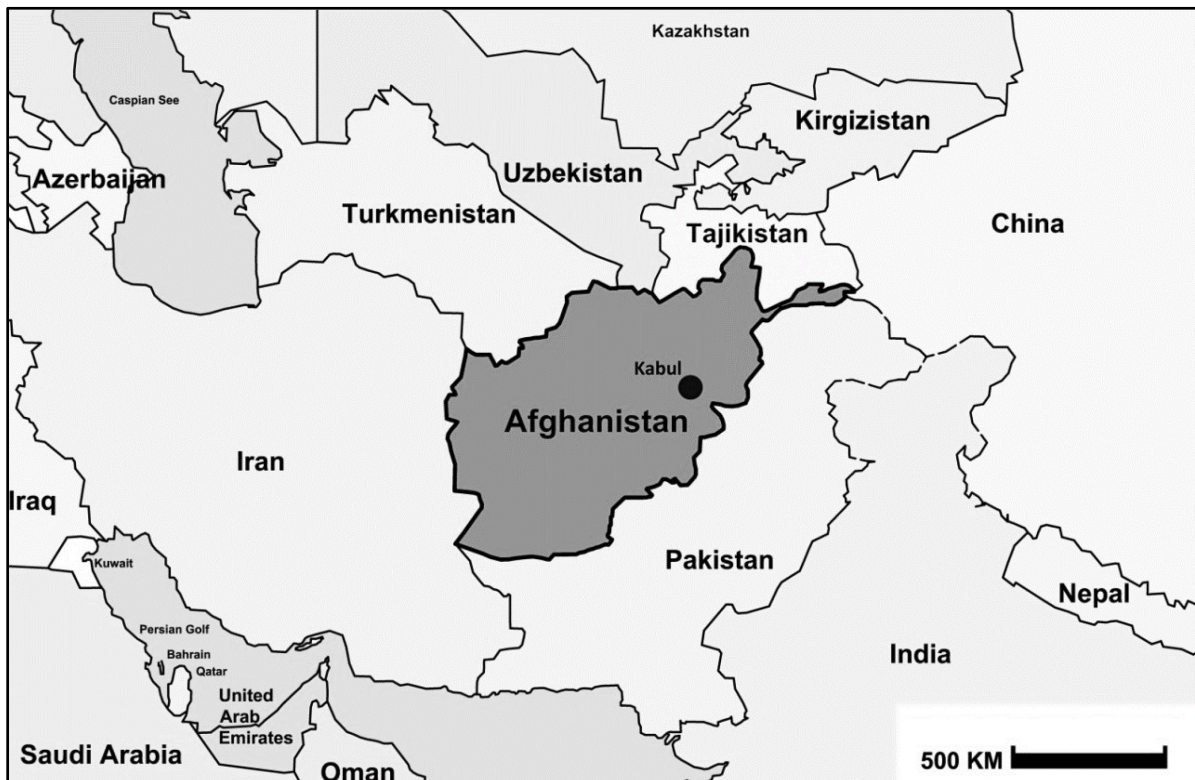 Kazakhstan
Caspian See
Kirgizistan
Azerbaijan
Uzbekistan
Turkmenistan
Tajikistan
China
Kabul
Afghanistan
Iran
Iraq
Pakistan
Kuwait
Nepal
Persian Golf
Bahrain
Qatar
India
United
Arab
Emirates
Saudi Arabia
Oman
500 KM